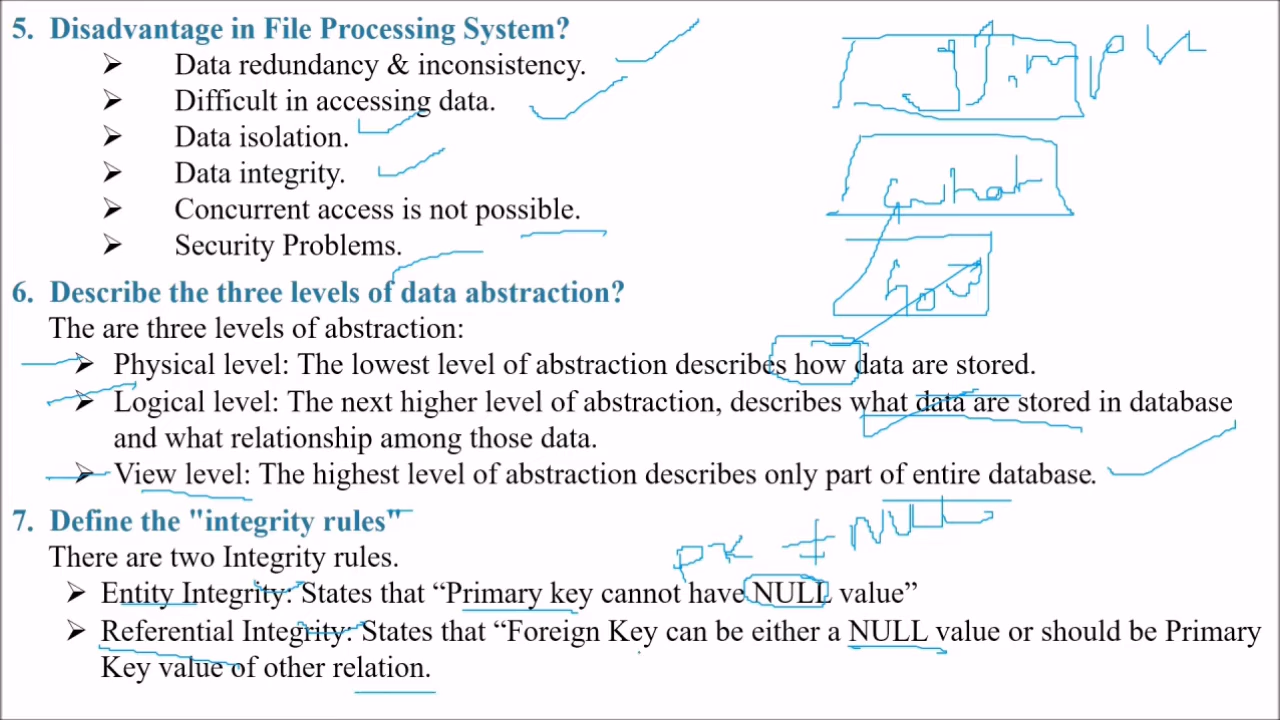 5. Disadvantage in File Processing System?
➢ Data redundancy & inconsistency.
➢ Difficult in accessing data.
➢ Data isolation.
➢ Data integrity.
➢ Concurrent access is not possible.
➢ Security Problems.
6. Describe the three levels of data abstraction?
The are three levels of abstraction:
➢ Physical level: The lowest level of abstraction describes how data are stored.
➢ Logical level: The next higher level of abstraction, describes what data are stored in database
and what relationship among those data.
➢ View level: The highest level of abstraction describes only part of entire database.
7. Define the "integrity rules"
There are two Integrity rules.
PK ≠ NULL
➢ Entity Integrity: States that “Primary key cannot have NULL value”
➢ Referential Integrity: States that “Foreign Key can be either a NULL value or should be Primary
Key value of other relation.